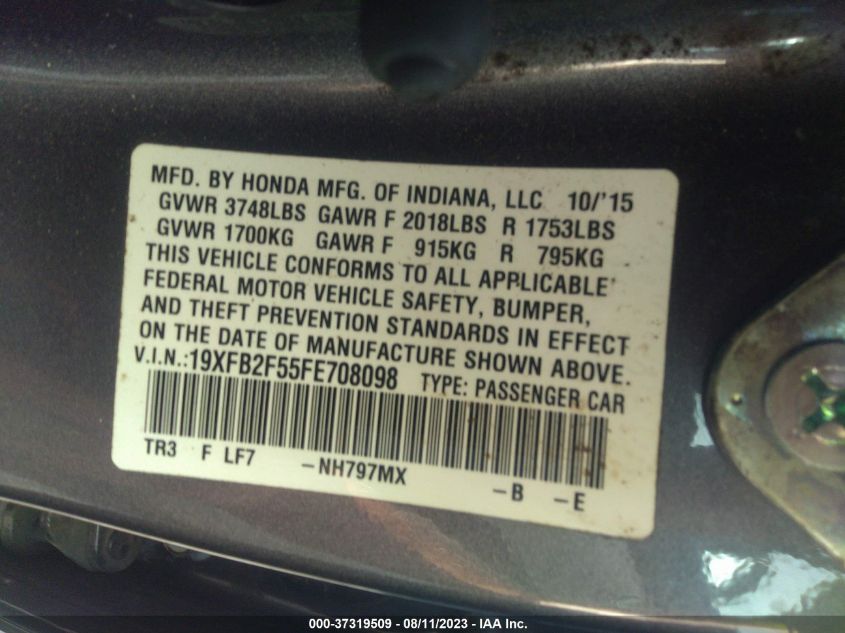 MFD. BY HONDA MFG. OF INDIANA, LLC 10/'15
GVWR 3748LBS GAWR F 2018LBS R 1753LBS
GVWR 1700KG GAWR F 915KG R 795KG
THIS VEHICLE CONFORMS TO ALL APPLICABLE
FEDERAL MOTOR VEHICLE SAFETY, BUMPER,
AND THEFT PREVENTION STANDARDS IN EFFECT
ON THE DATE OF MANUFACTURE SHOWN ABOVE.
V.I.N.:19XFB2F55FE708098 TYPE: PASSENGER CAR
TR3 F LF7 -NH797MX -B -E
000-37319509 - 08/11/2023 - IAA Inc.